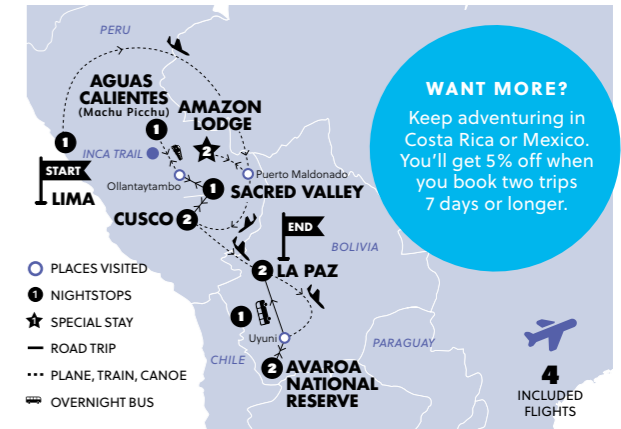 PERU
AGUAS
CALIENTES
(Machu Picchu)
AMAZON
LODGE
1
1
2
INCA TRAIL
START
LIMA
Ollantaytambo
Puerto Maldonado
1
SACRED VALLEY
CUSCO
2
END
BOLIVIA
2
LA PAZ
1
Uyuni
CHILE
PARAGUAY
2
AVAROA
NATIONAL
RESERVE
PLACES VISITED
1 NIGHTSTOPS
1 SPECIAL STAY
ROAD TRIP
PLANE, TRAIN, CANOE
OVERNIGHT BUS
WANT MORE?
Keep adventuring in
Costa Rica or Mexico.
You'll get 5% off when
you book two trips
7 days or longer.
4
INCLUDED
FLIGHTS